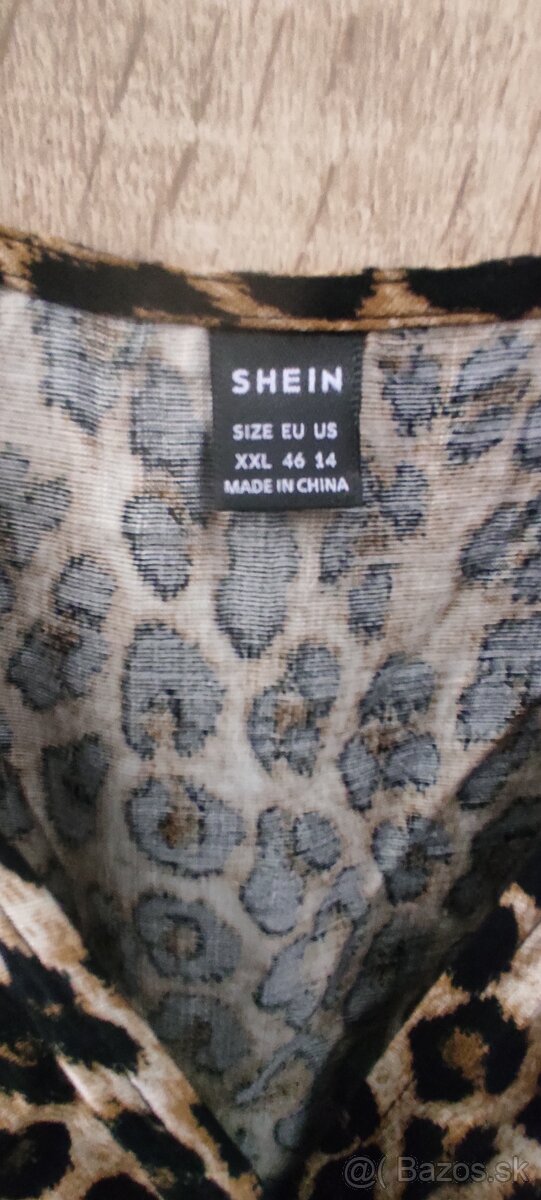 SHEIN
SIZE EU US
XXL 46 14
MADE IN CHINA
@( Bazos.sk